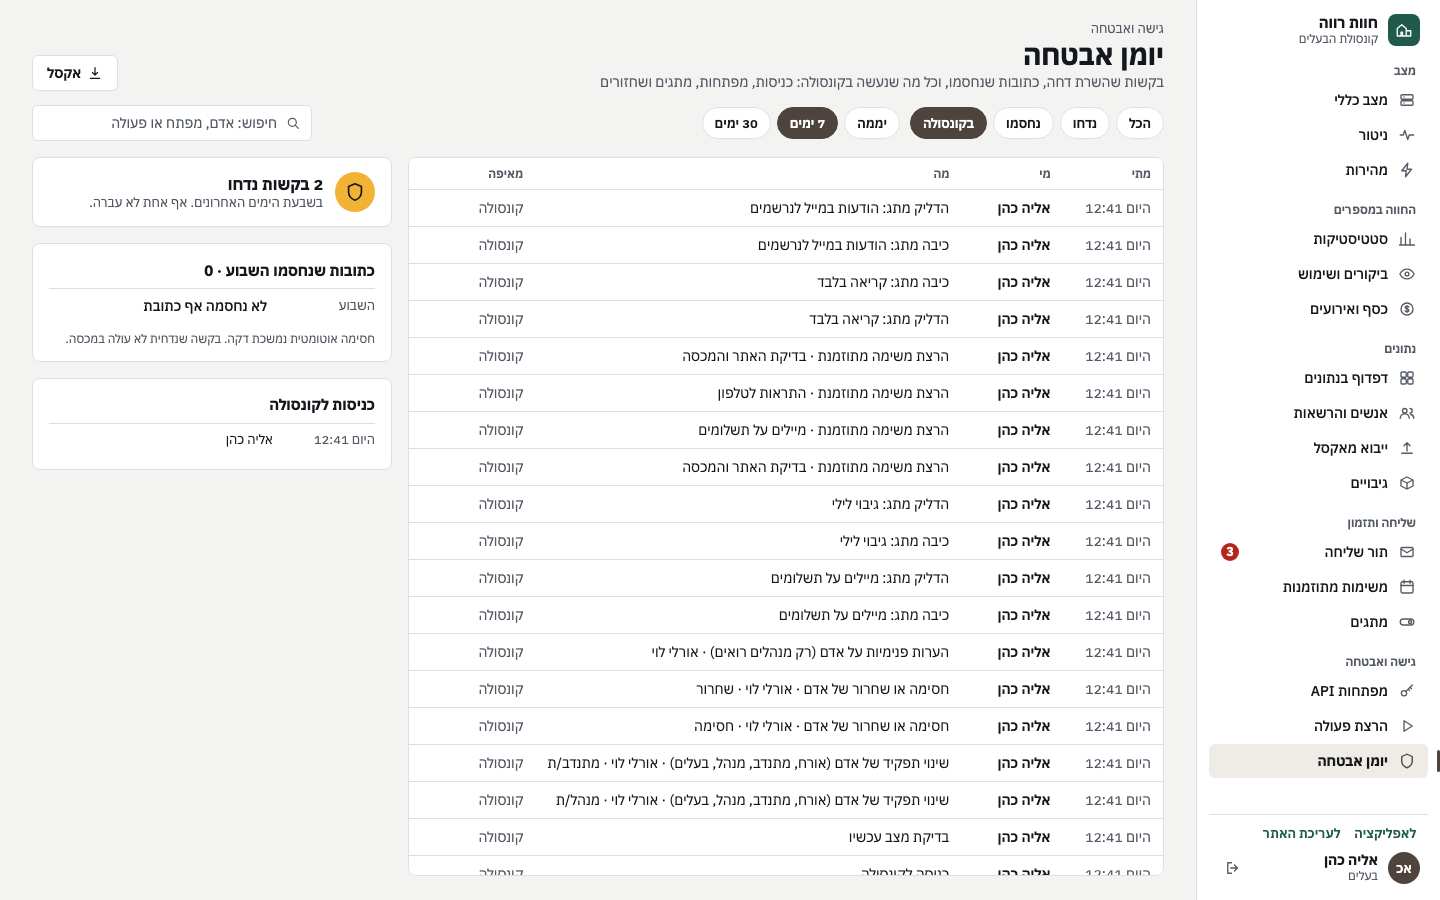 חוות רווה
קונסולת הבעלים
מצב
מצב כללי
ניטור
מהירות
החווה במספרים
סטטיסטיקות
ביקורים ושימוש
כסף ואירועים
נתונים
דפדוף בנתונים
אנשים והרשאות
ייבוא מאקסל
גיבויים
שליחה ותזמון
תור שליחה 3
משימות מתוזמנות
מתגים
גישה ואבטחה
מפתחות API
הרצת פעולה
יומן אבטחה
לאפליקציה לעריכת האתר
אכ אליה כהן
בעלים
גישה ואבטחה
יומן אבטחה
בקשות שהשרת דחה, כתובות שנחסמו, וכל מה שנעשה בקונסולה: כניסות, מפתחות, מתגים ושחזורים
אקסל
הכל נדחו נחסמו בקונסולה יממה 7 ימים 30 ימים
חיפוש: אדם, מפתח או פעולה
מתי מי מה מאיפה
היום 12:41 אליה כהן הדליק מתג: הודעות במייל לנרשמים קונסולה
היום 12:41 אליה כהן כיבה מתג: הודעות במייל לנרשמים קונסולה
היום 12:41 אליה כהן כיבה מתג: קריאה בלבד קונסולה
היום 12:41 אליה כהן הדליק מתג: קריאה בלבד קונסולה
היום 12:41 אליה כהן הרצת משימה מתוזמנת · בדיקת האתר והמכסה קונסולה
היום 12:41 אליה כהן הרצת משימה מתוזמנת · התראות לטלפון קונסולה
היום 12:41 אליה כהן הרצת משימה מתוזמנת · מיילים על תשלומים קונסולה
היום 12:41 אליה כהן הרצת משימה מתוזמנת · בדיקת האתר והמכסה קונסולה
היום 12:41 אליה כהן הדליק מתג: גיבוי לילי קונסולה
היום 12:41 אליה כהן כיבה מתג: גיבוי לילי קונסולה
היום 12:41 אליה כהן הדליק מתג: מיילים על תשלומים קונסולה
היום 12:41 אליה כהן כיבה מתג: מיילים על תשלומים קונסולה
היום 12:41 אליה כהן הערות פנימיות על אדם (רק מנהלים רואים) · אורלי לוי קונסולה
היום 12:41 אליה כהן חסימה או שחרור של אדם · אורלי לוי · שחרור קונסולה
היום 12:41 אליה כהן חסימה או שחרור של אדם · אורלי לוי · חסימה קונסולה
היום 12:41 אליה כהן שינוי תפקיד של אדם (אורח, מתנדב, מנהל, בעלים) · אורלי לוי · מתנדב/ת קונסולה
היום 12:41 אליה כהן שינוי תפקיד של אדם (אורח, מתנדב, מנהל, בעלים) · אורלי לוי · מנהל/ת קונסולה
היום 12:41 אליה כהן בדיקת מצב עכשיו קונסולה
היום 12:41 אליה כהן כניסה לקונסולה קונסולה
2 בקשות נדחו
בשבעת הימים האחרונים. אף אחת לא עברה.
כתובות שנחסמו השבוע · 0
השבוע לא נחסמה אף כתובת
חסימה אוטומטית נמשכת דקה. בקשה שנדחית לא עולה במכסה.
כניסות לקונסולה
היום 12:41 אליה כהן